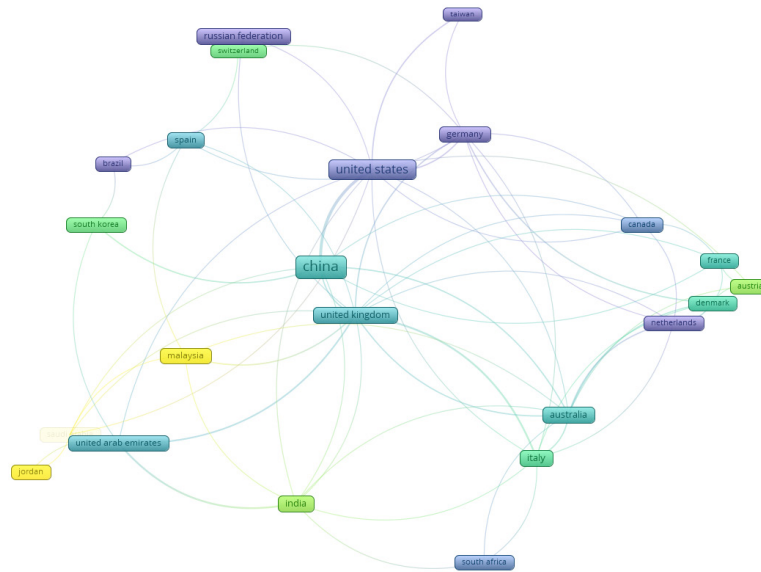 taiwan
russian federation
switzerland
germany
spain
brazil
united states
south korea
canada
france
china
austria
denmark
united kingdom
netherlands
malaysia
australia
united arab emirates
italy
jordan
india
south africa